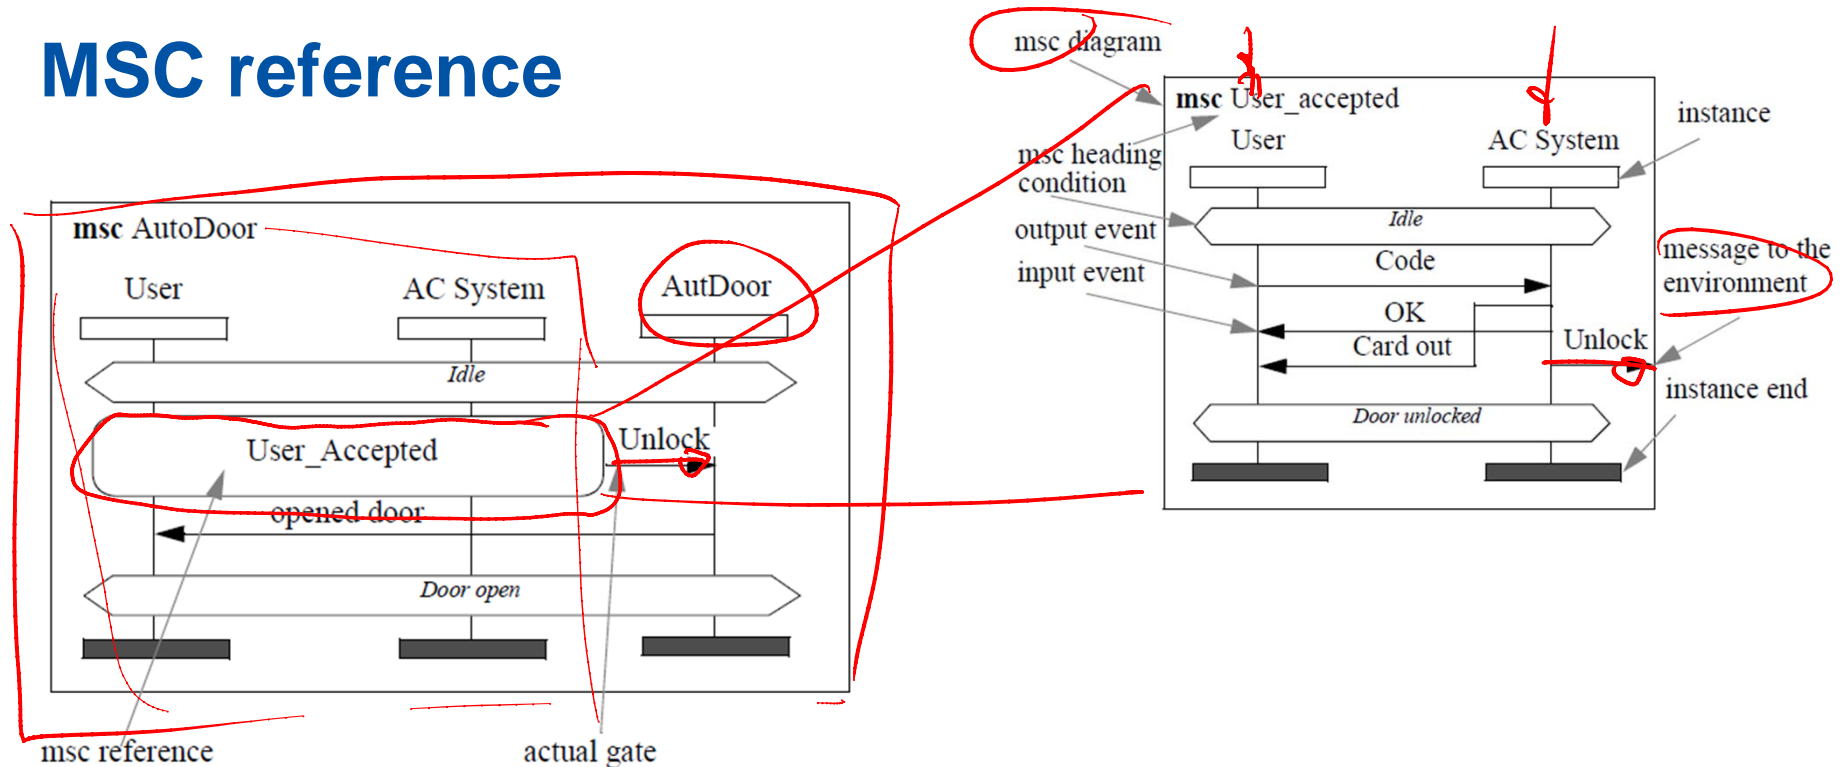 MSC reference
msc AutoDoor
User
AC System
AutDoor
Idle
User_Accepted
Unlock
opened door
Door open
msc reference
actual gate
msc diagram
msc User_accepted
User
AC System
instance
msc heading
condition
Idle
output event
Code
message to the
environment
input event
OK
Unlock
Card out
instance end
Door unlocked